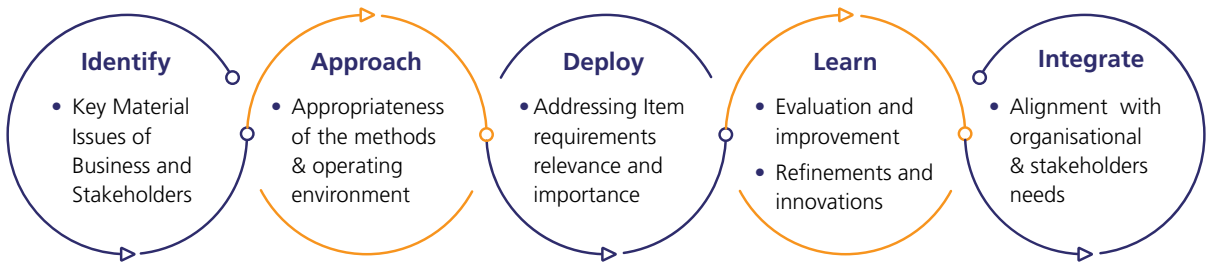 Identify
• Key Material
Issues of
Business and
Stakeholders
Approach
• Appropriateness
of the methods
& operating
environment
Deploy
• Addressing Item
requirements
relevance and
importance
Learn
• Evaluation and
improvement
• Refinements and
innovations
Integrate
• Alignment with
organisational
& stakeholders
needs